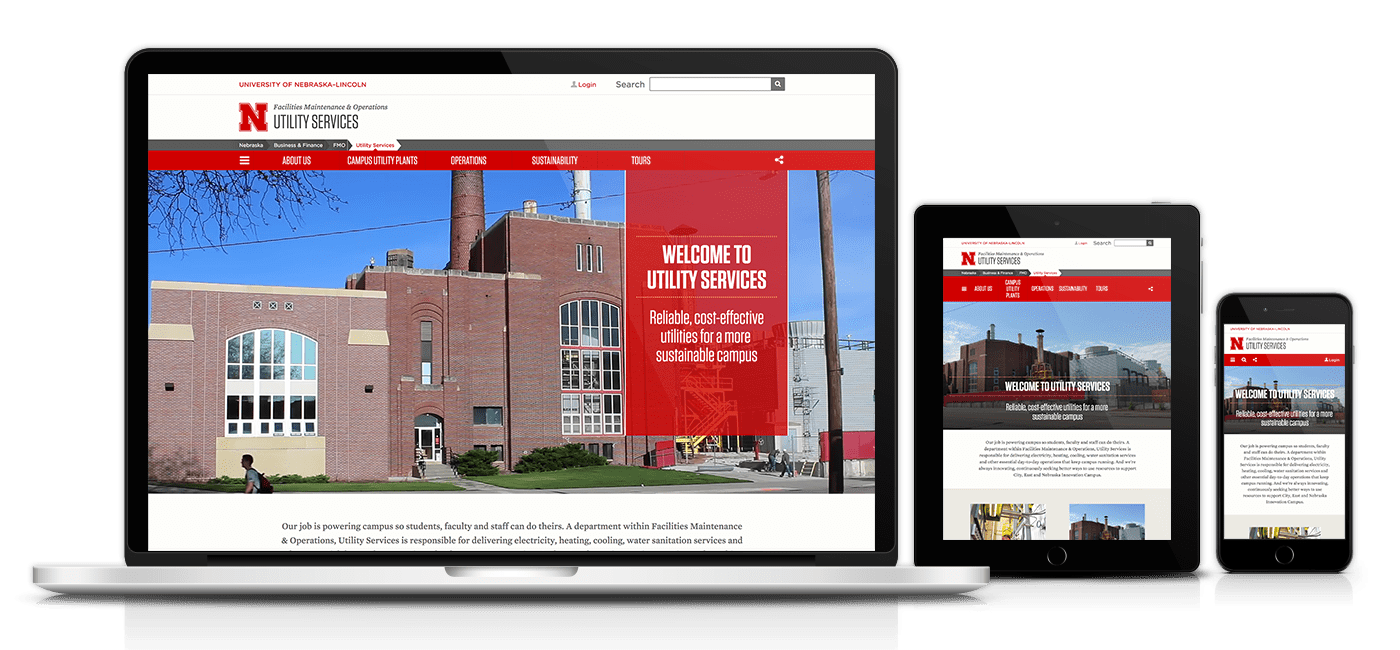 UNIVERSITY OF NEBRASKA–LINCOLN
Login Search
N Facilities Maintenance & Operations
UTILITY SERVICES
Nebraska Business & Finance FMO Utility Services
ABOUT US CAMPUS UTILITY PLANTS OPERATIONS SUSTAINABILITY TOURS
WELCOME TO
UTILITY SERVICES
Reliable, cost-effective
utilities for a more
sustainable campus
Our job is powering campus so students, faculty and staff can do theirs. A department within Facilities Maintenance
& Operations, Utility Services is responsible for delivering electricity, heating, cooling, water sanitation services and
UNIVERSITY OF NEBRASKA–LINCOLN
Login Search
N Facilities Maintenance & Operations
UTILITY SERVICES
Nebraska Business & Finance FMO Utility Services
ABOUT US CAMPUS UTILITY PLANTS OPERATIONS SUSTAINABILITY TOURS
WELCOME TO UTILITY SERVICES
Reliable, cost-effective utilities for a more
sustainable campus
Our job is powering campus so students, faculty and staff can do theirs. A
department within Facilities Maintenance & Operations, Utility Services is
responsible for delivering electricity, heating, cooling, water sanitation services
and other essential day-to-day operations that keep campus running. And we're
always innovating, continuously seeking better ways to use resources to support
City, East and Nebraska Innovation Campus.
UNIVERSITY OF NEBRASKA–LINCOLN
N Facilities Maintenance & Operations
UTILITY SERVICES
Login
WELCOME TO UTILITY SERVICES
Reliable, cost-effective utilities for a more
sustainable campus
Our job is powering campus so students, faculty
and staff can do theirs. A department within
Facilities Maintenance & Operations, Utility
Services is responsible for delivering electricity,
heating, cooling, water sanitation services and
other essential day-to-day operations that keep
campus running. And we're always innovating,
continuously seeking better ways to use
resources to support City, East and Nebraska
Innovation Campus.